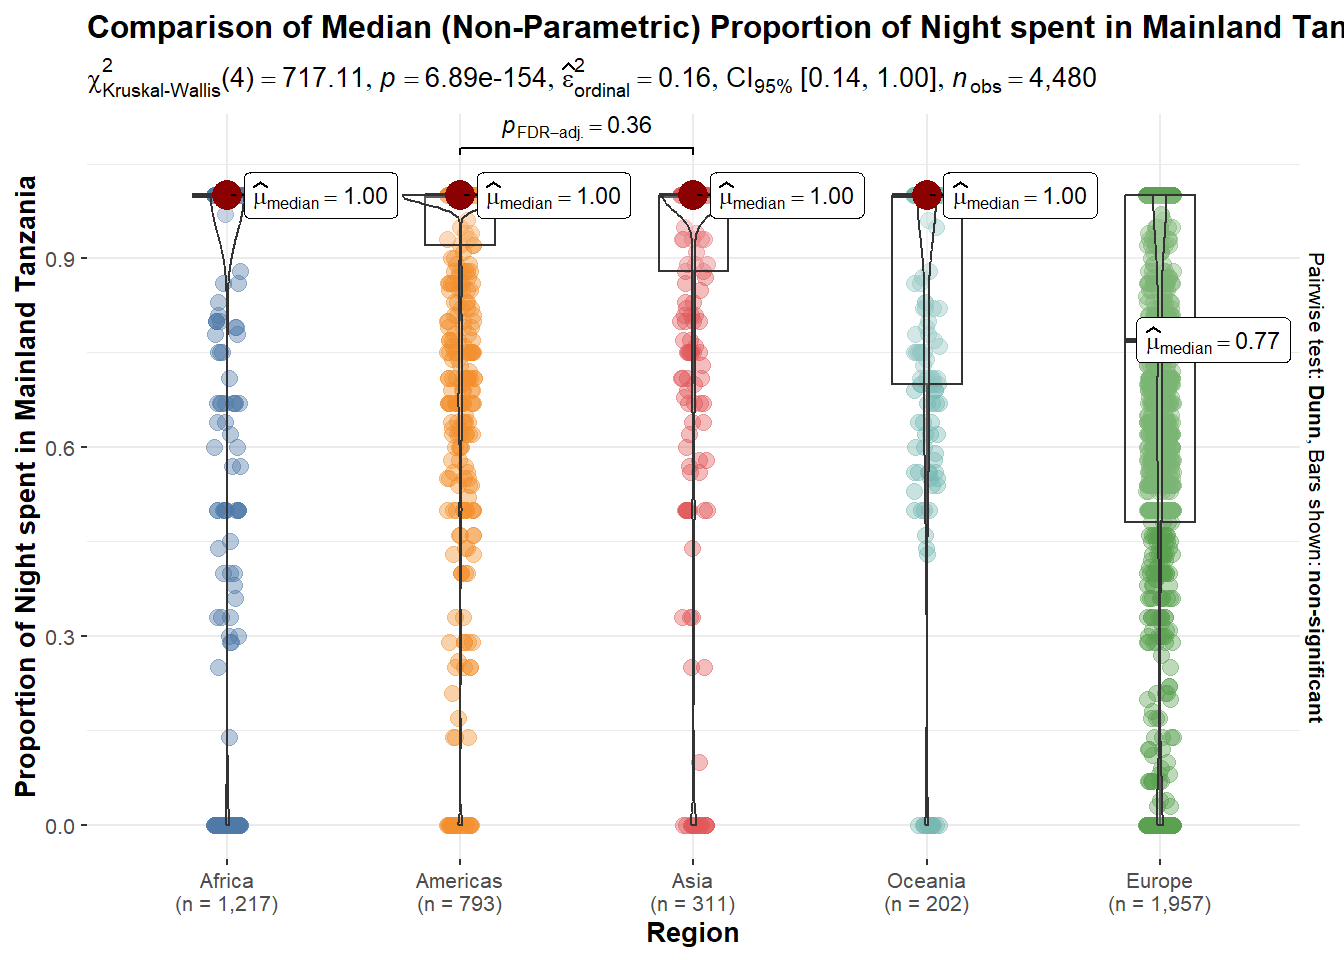 Comparison of Median (Non-Parametric) Proportion of Night spent in Mainland Tan
χ²Kruskal-Wallis(4) = 717.11, p = 6.89e-154, ε̂²ordinal = 0.16, CI95% [0.14, 1.00], nobs = 4,480
pFDR−adj. = 0.36
μ̂median = 1.00
μ̂median = 1.00
μ̂median = 1.00
μ̂median = 1.00
μ̂median = 0.77
0.9
0.6
0.3
0.0
Proportion of Night spent in Mainland Tanzania
Pairwise test: Dunn, Bars shown: non-significant
Africa
(n = 1,217)
Americas
(n = 793)
Asia
(n = 311)
Oceania
(n = 202)
Europe
(n = 1,957)
Region